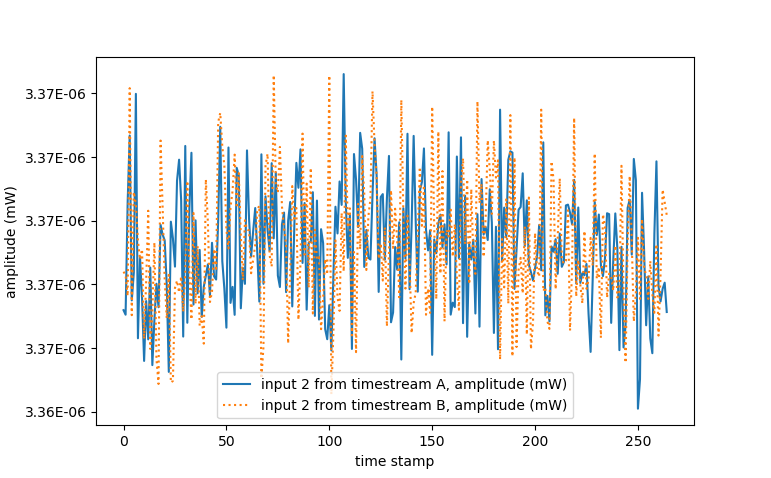 3.37E-06
3.37E-06
3.37E-06
3.37E-06
3.37E-06
3.36E-06
amplitude (mW)
input 2 from timestream A, amplitude (mW)
input 2 from timestream B, amplitude (mW)
0 50 100 150 200 250
time stamp